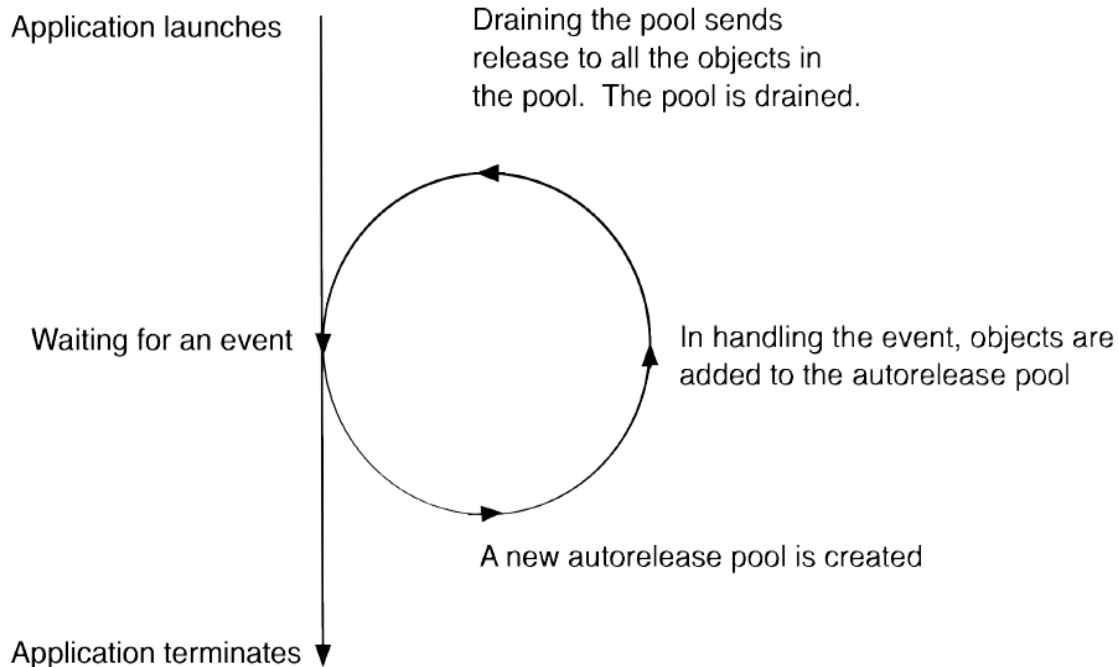 Application launches
Draining the pool sends
release to all the objects in
the pool.  The pool is drained.
Waiting for an event
In handling the event, objects are
added to the autorelease pool
A new autorelease pool is created
Application terminates